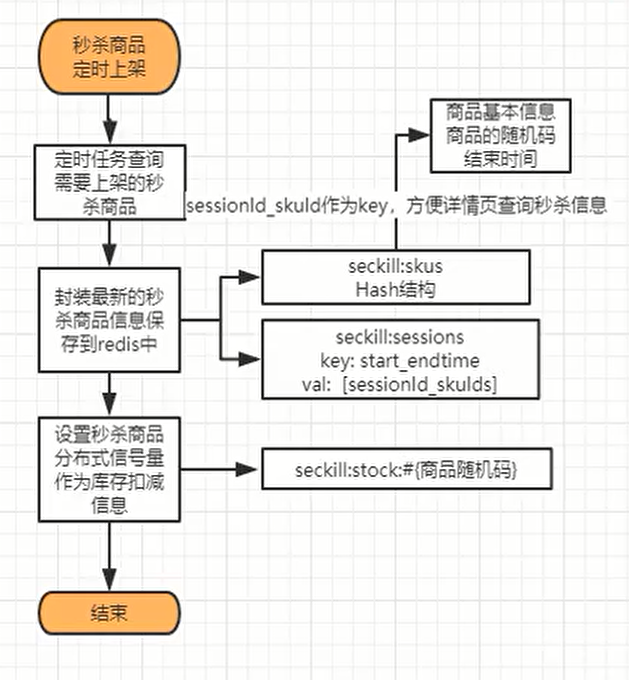 秒杀商品
定时上架
定时任务查询
需要上架的秒
杀商品
商品基本信息
商品的随机码
结束时间
sessionId_skuId作为key，方便详情页查询秒杀信息
封装最新的秒
杀商品信息保
存到redis中
seckill:skus
Hash结构
seckill:sessions
key: start_endtime
val: [sessionId_skuIds]
设置秒杀商品
分布式信号量
作为库存扣减
信息
seckill:stock:#{商品随机码}
结束